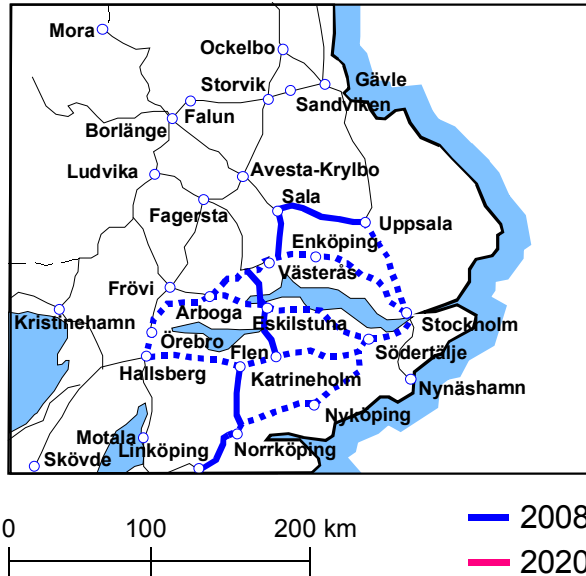 Mora
Ockelbo
Storvik
Gävle
Sandviken
Falun
Borlänge
Ludvika
Avesta-Krylbo
Sala
Fagersta
Uppsala
Enköping
Västerås
Frövi
Arboga
Kristinehamn
Eskilstuna
Stockholm
Örebro
Södertälje
Hallsberg
Flen
Katrineholm
Nynäshamn
Nyköping
Motala
Linköping
Norrköping
Skövde
0 100 200 km
2008
2020